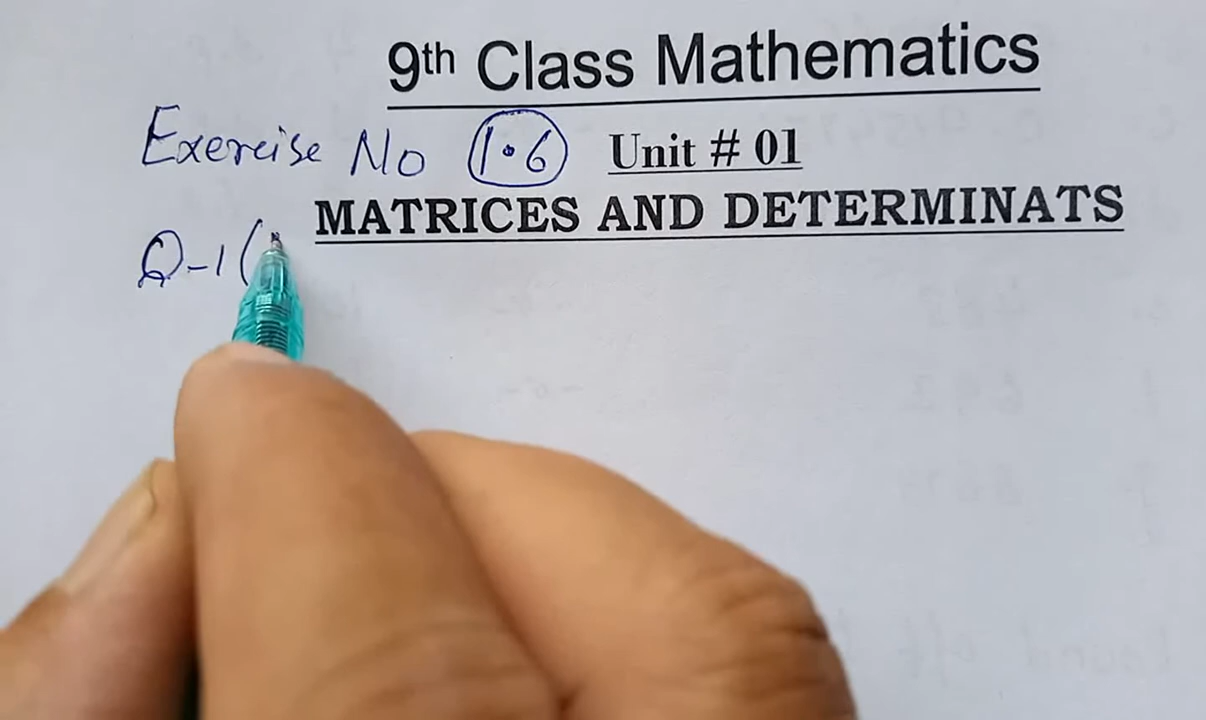 9th Class Mathematics
Exercise No 1.6 Unit # 01
MATRICES AND DETERMINATS
Q-1 (